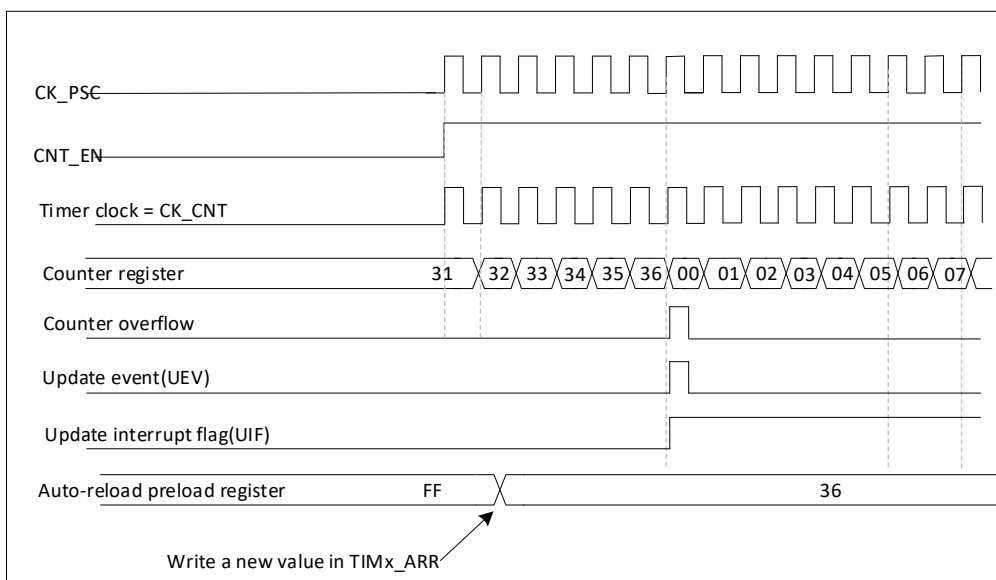 CK_PSC
CNT_EN
Timer clock = CK_CNT
Counter register 31 32 33 34 35 36 00 01 02 03 04 05 06 07
Counter overflow
Update event(UEV)
Update interrupt flag(UIF)
Auto-reload preload register FF 36
Write a new value in TIMx_ARR